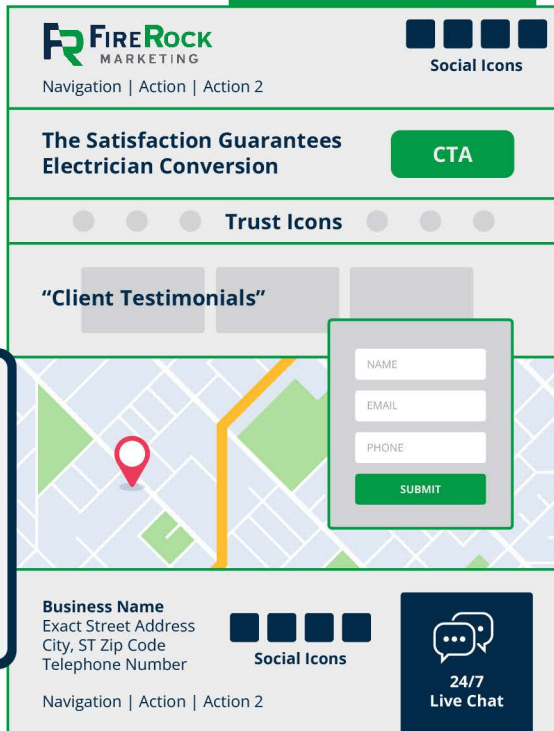 FIREROCK
MARKETING
Social Icons
Navigation | Action | Action 2
The Satisfaction Guarantees
Electrician Conversion
CTA
Trust Icons
“Client Testimonials”
NAME
EMAIL
PHONE
SUBMIT
Business Name
Exact Street Address
City, ST Zip Code
Telephone Number
Social Icons
Navigation | Action | Action 2
24/7
Live Chat